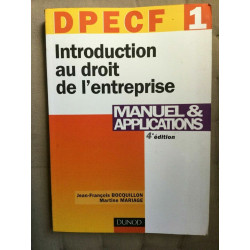 DPECF 1
Introduction
au droit
de l'entreprise
MANUEL &
APPLICATIONS
4e édition
Jean-François BOCQUILLON
Martine MARIAGE
DUNOD